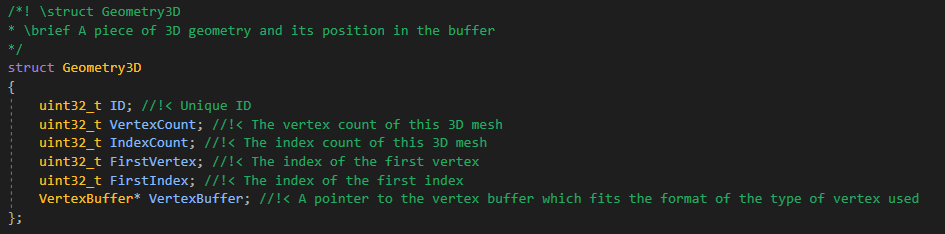 /*! \struct Geometry3D
* \brief A piece of 3D geometry and its position in the buffer
*/
struct Geometry3D
{
uint32_t ID; //!< Unique ID
uint32_t VertexCount; //!< The vertex count of this 3D mesh
uint32_t IndexCount; //!< The index count of this 3D mesh
uint32_t FirstVertex; //!< The index of the first vertex
uint32_t FirstIndex; //!< The index of the first index
VertexBuffer* VertexBuffer; //!< A pointer to the vertex buffer which fits the format of the type of vertex used
};